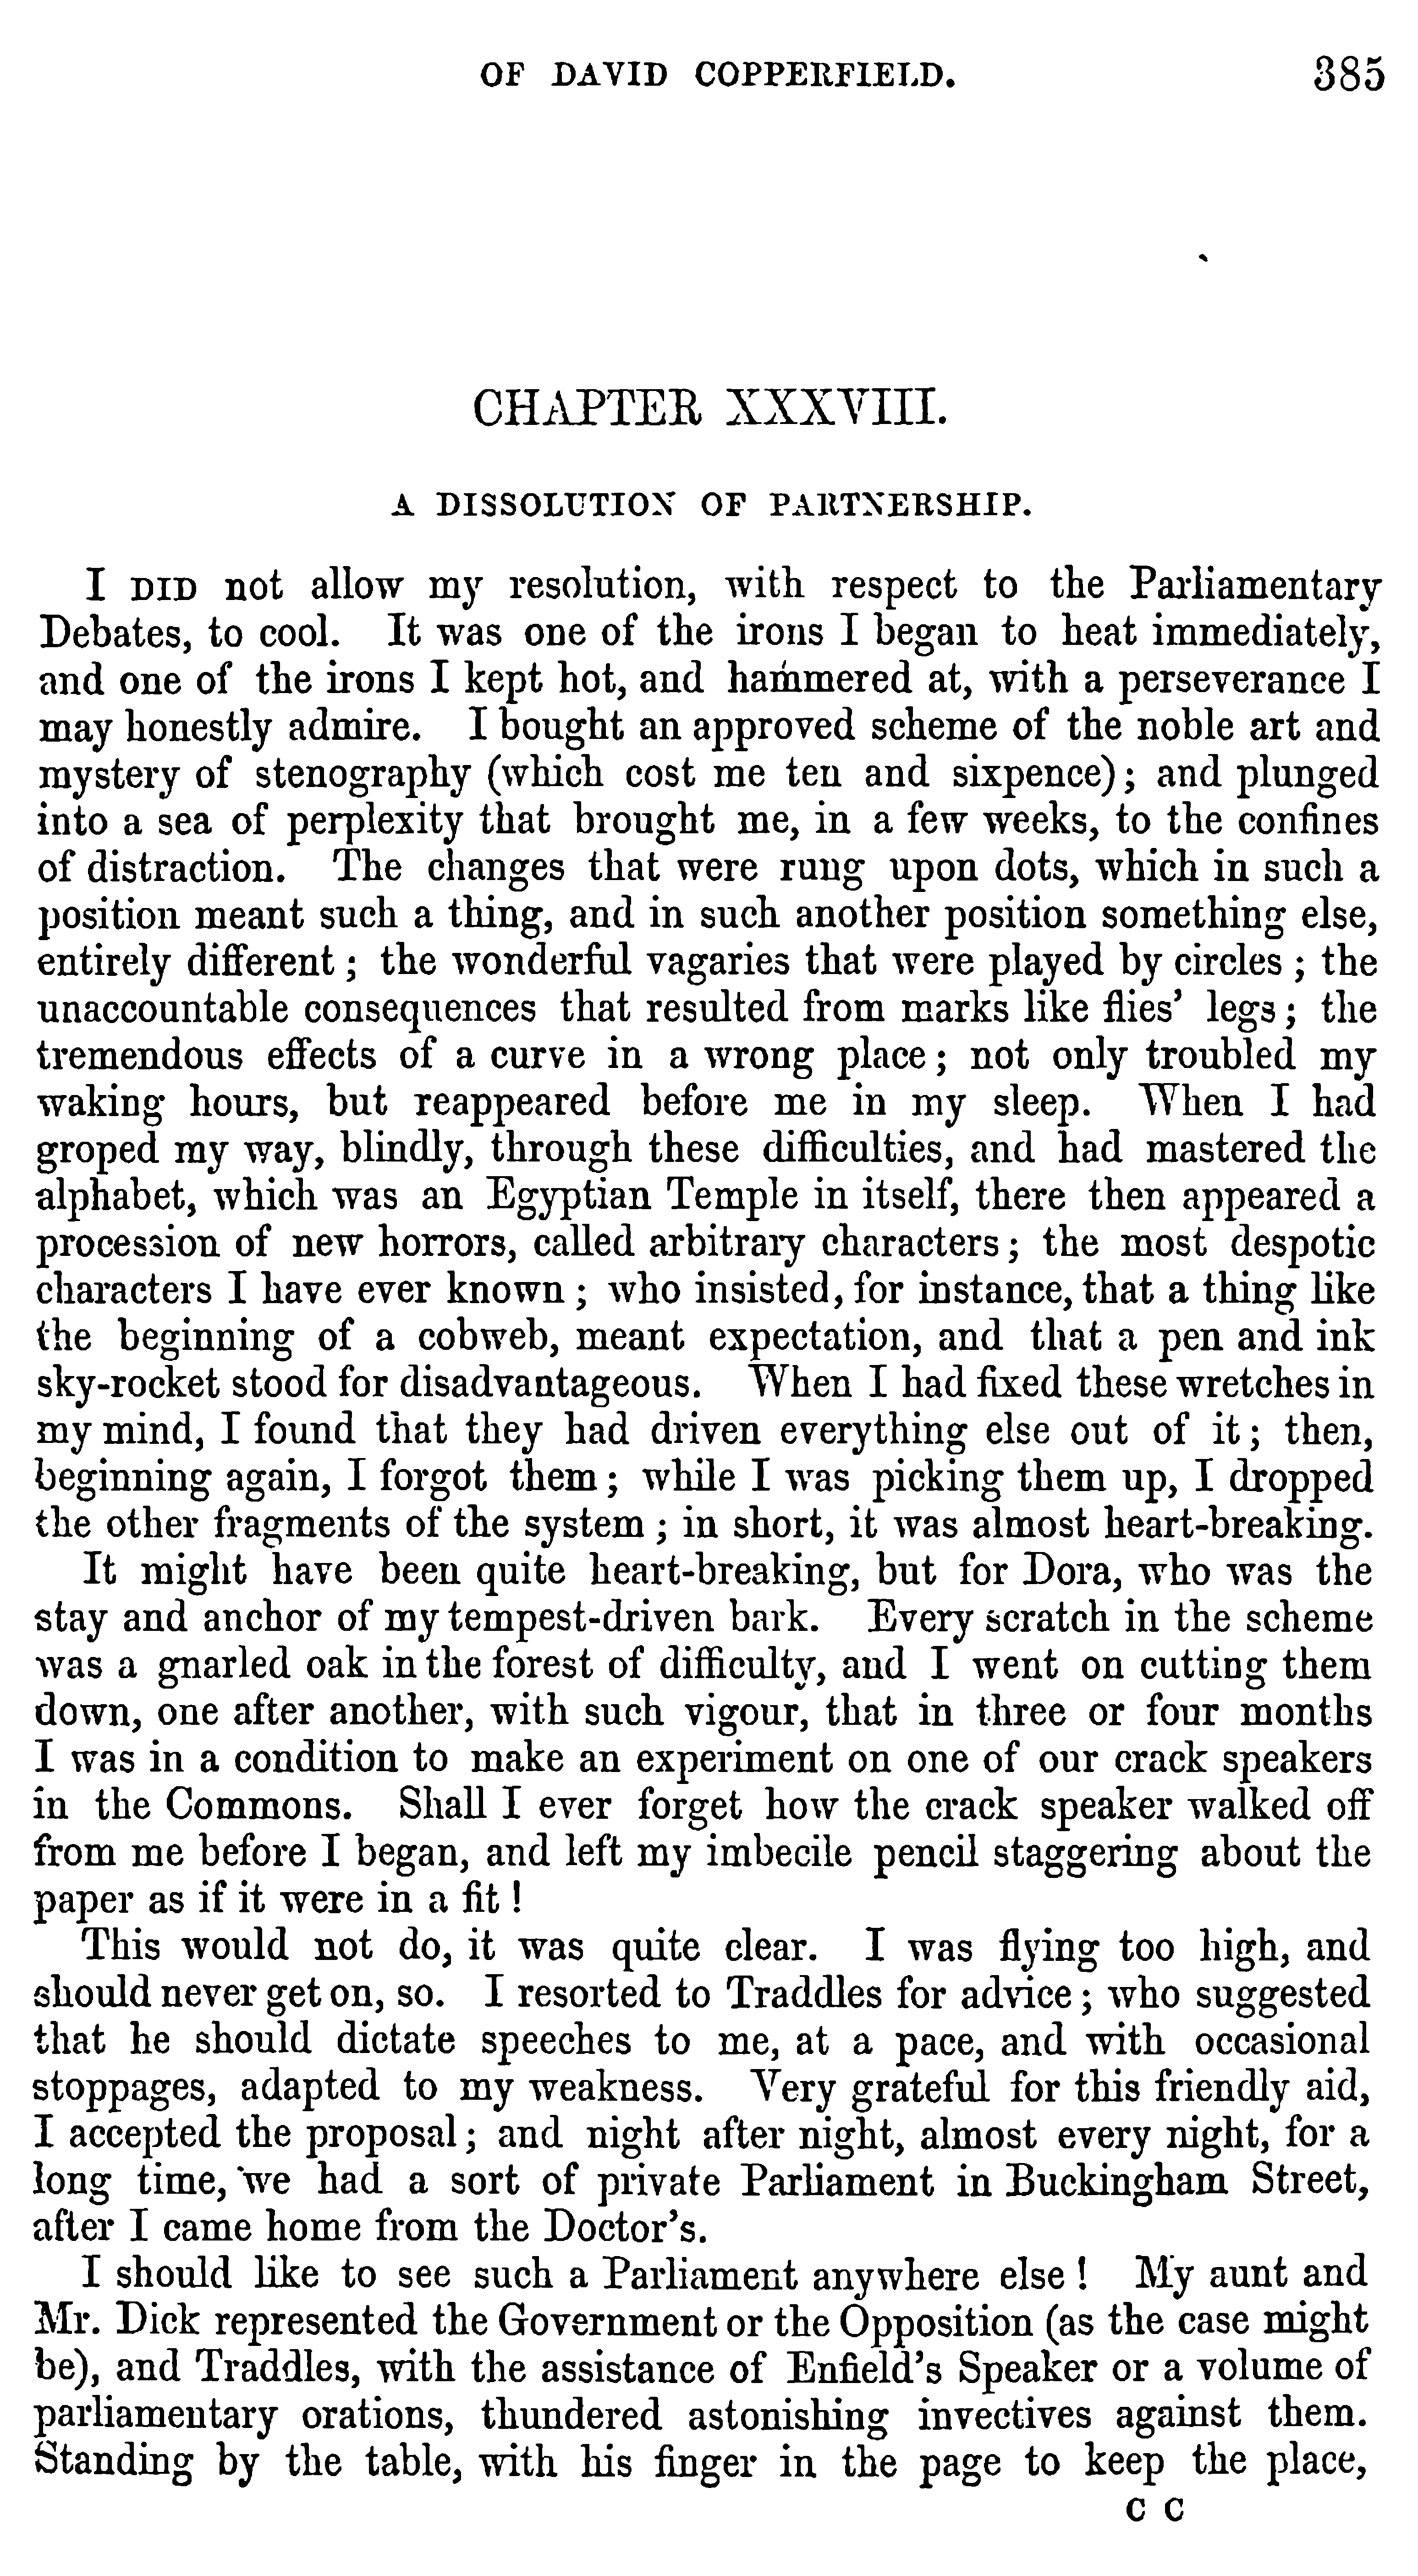 OF DAVID COPPERFIELD. 385
CHAPTER XXXVIII.
A DISSOLUTION OF PARTNERSHIP.
I DID not allow my resolution, with respect to the Parliamentary
Debates, to cool. It was one of the irons I began to heat immediately,
and one of the irons I kept hot, and hammered at, with a perseverance I
may honestly admire. I bought an approved scheme of the noble art and
mystery of stenography (which cost me ten and sixpence); and plunged
into a sea of perplexity that brought me, in a few weeks, to the confines
of distraction. The changes that were rung upon dots, which in such a
position meant such a thing, and in such another position something else,
entirely different; the wonderful vagaries that were played by circles; the
unaccountable consequences that resulted from marks like flies' legs; the
tremendous effects of a curve in a wrong place; not only troubled my
waking hours, but reappeared before me in my sleep. When I had
groped my way, blindly, through these difficulties, and had mastered the
alphabet, which was an Egyptian Temple in itself, there then appeared a
procession of new horrors, called arbitrary characters; the most despotic
characters I have ever known; who insisted, for instance, that a thing like
the beginning of a cobweb, meant expectation, and that a pen and ink
sky-rocket stood for disadvantageous. When I had fixed these wretches in
my mind, I found that they had driven everything else out of it; then,
beginning again, I forgot them; while I was picking them up, I dropped
the other fragments of the system; in short, it was almost heart-breaking.
It might have been quite heart-breaking, but for Dora, who was the
stay and anchor of my tempest-driven bark. Every scratch in the scheme
was a gnarled oak in the forest of difficulty, and I went on cutting them
down, one after another, with such vigour, that in three or four months
I was in a condition to make an experiment on one of our crack speakers
in the Commons. Shall I ever forget how the crack speaker walked off
from me before I began, and left my imbecile pencil staggering about the
paper as if it were in a fit!
This would not do, it was quite clear. I was flying too high, and
should never get on, so. I resorted to Traddles for advice; who suggested
that he should dictate speeches to me, at a pace, and with occasional
stoppages, adapted to my weakness. Very grateful for this friendly aid,
I accepted the proposal; and night after night, almost every night, for a
long time, we had a sort of private Parliament in Buckingham Street,
after I came home from the Doctor's.
I should like to see such a Parliament anywhere else! My aunt and
Mr. Dick represented the Government or the Opposition (as the case might
be), and Traddles, with the assistance of Enfield's Speaker or a volume of
parliamentary orations, thundered astonishing invectives against them.
Standing by the table, with his finger in the page to keep the place,
C C